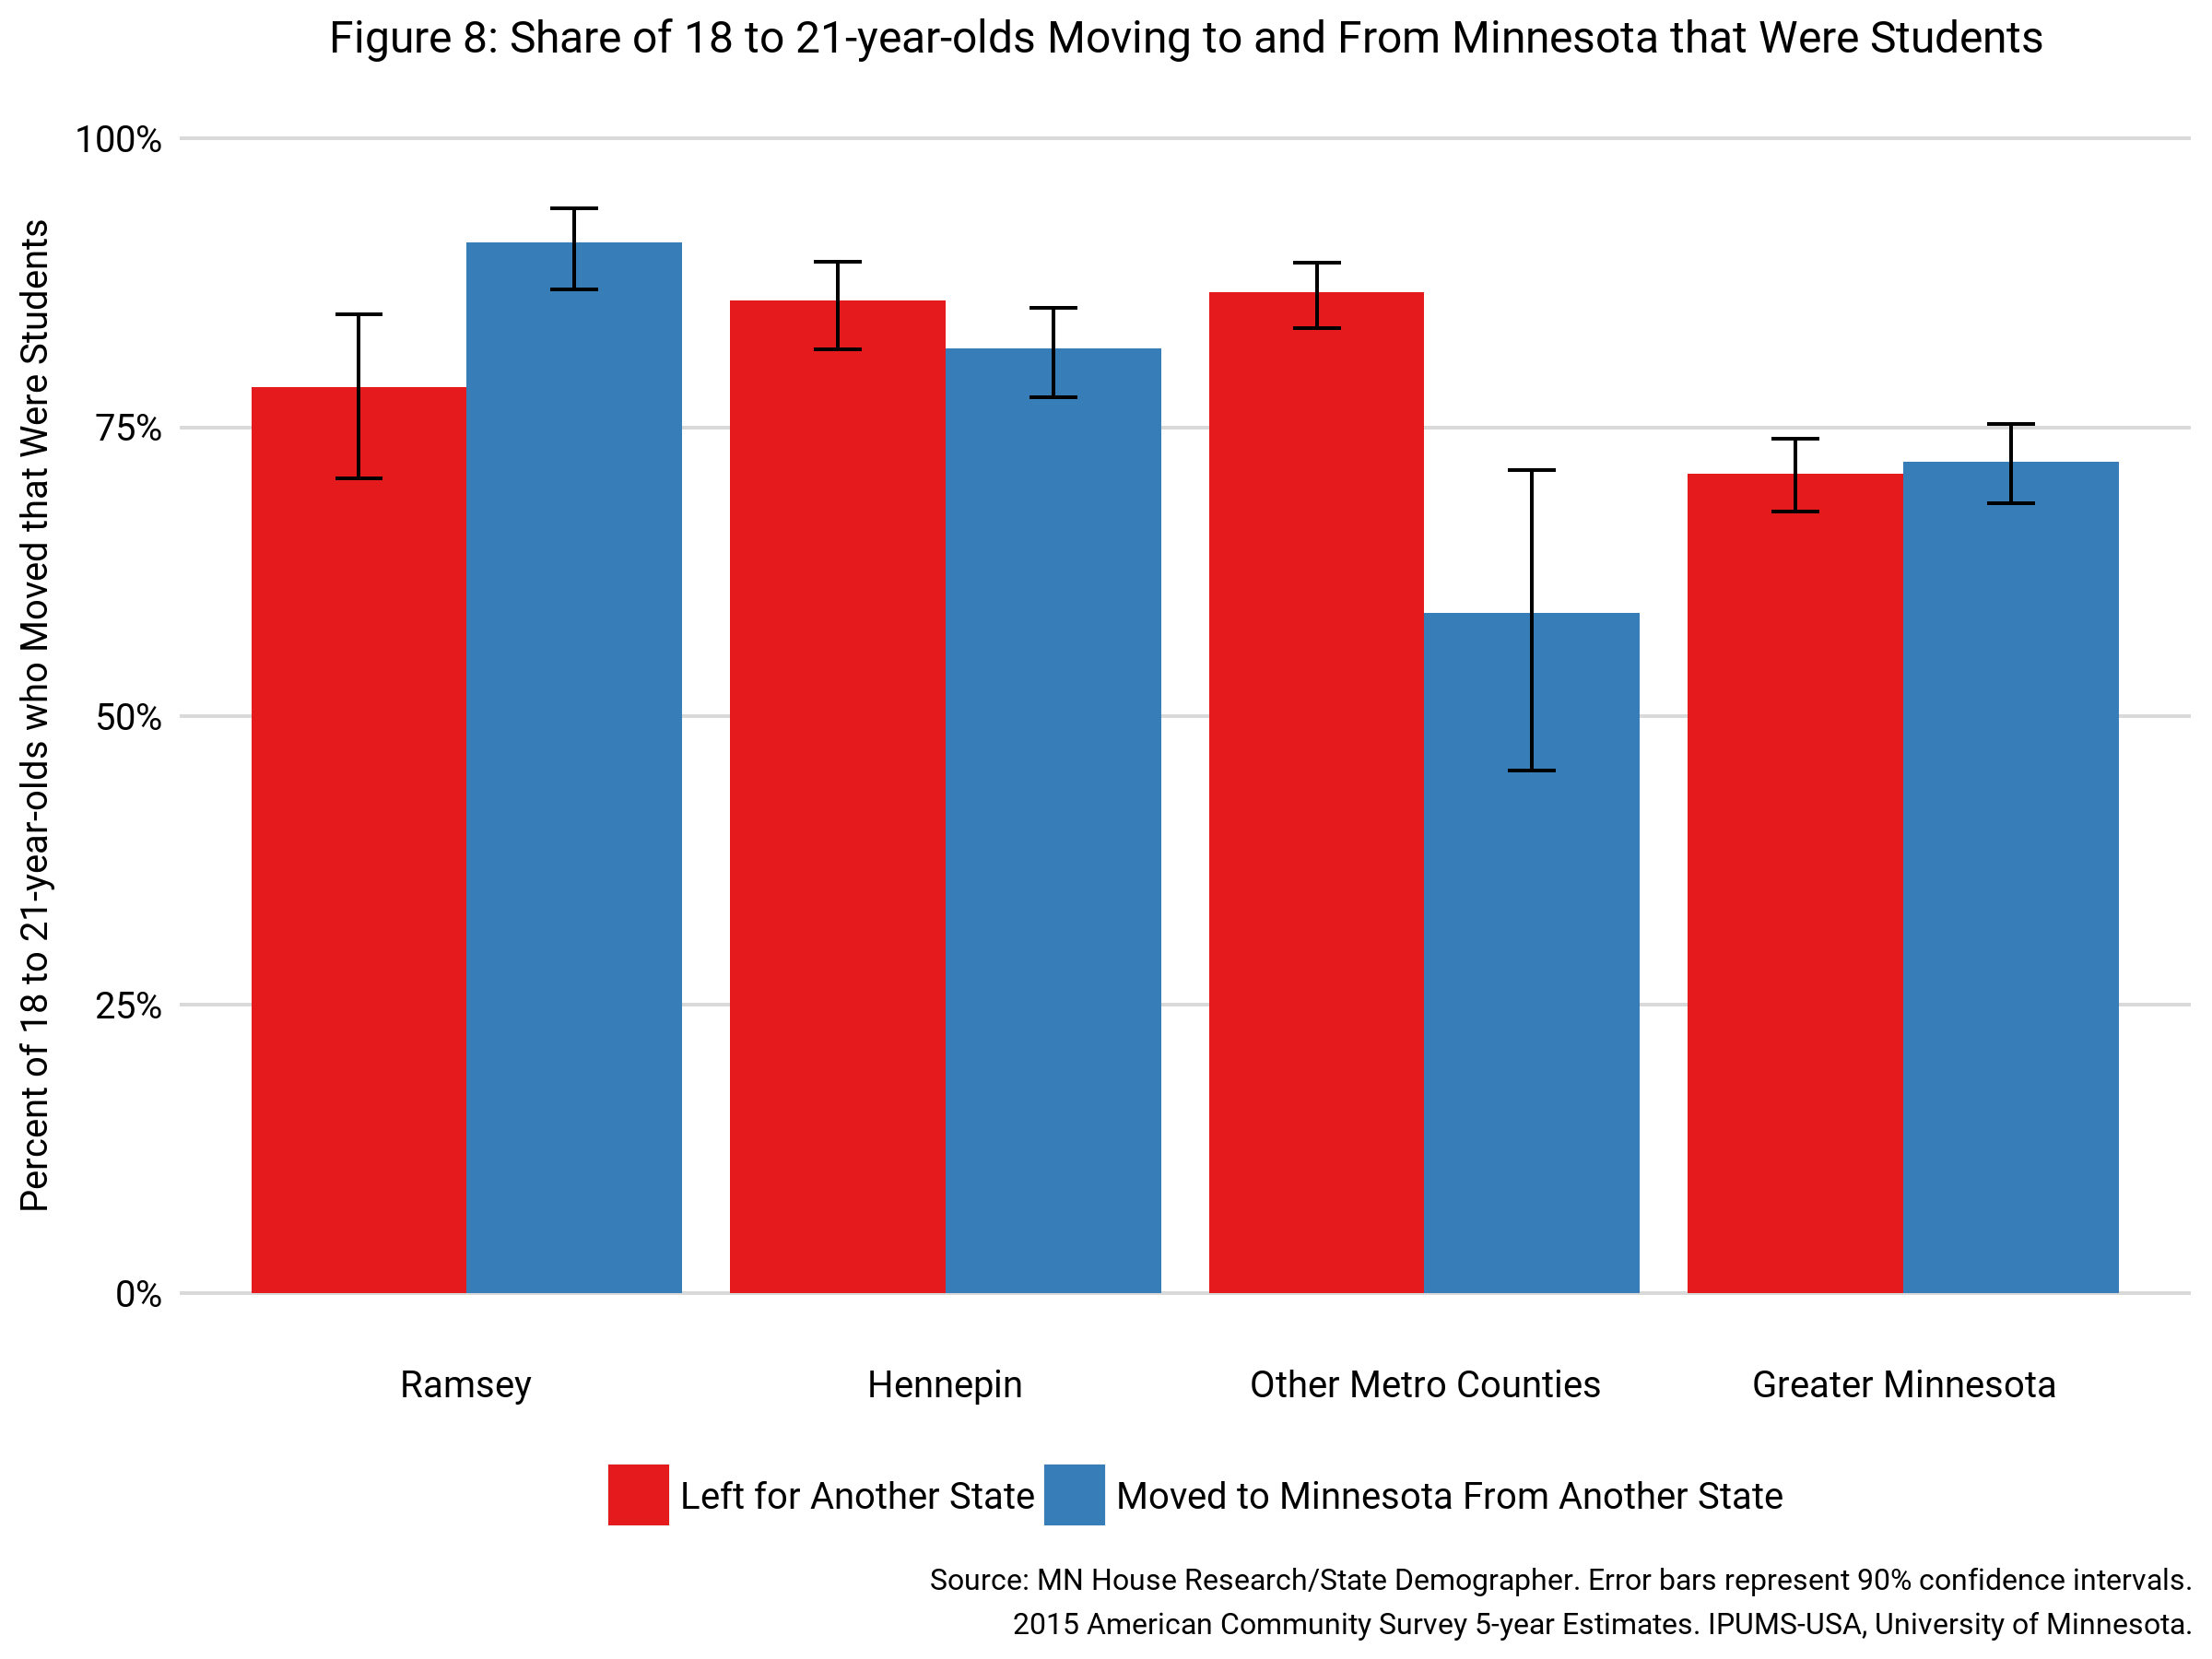 Figure 8: Share of 18 to 21-year-olds Moving to and From Minnesota that Were Students
Percent of 18 to 21-year-olds who Moved that Were Students
100%
75%
50%
25%
0%
Ramsey
Hennepin
Other Metro Counties
Greater Minnesota
Left for Another State
Moved to Minnesota From Another State
Source: MN House Research/State Demographer. Error bars represent 90% confidence intervals.
2015 American Community Survey 5-year Estimates. IPUMS-USA, University of Minnesota.